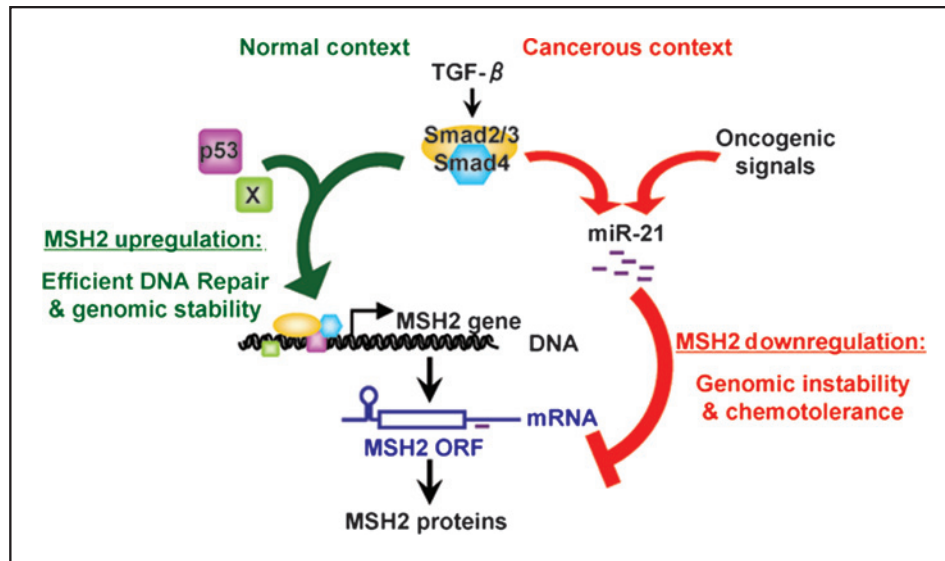 Normal context
Cancerous context
TGF-β
Smad2/3
Smad4
p53
X
Oncogenic
signals
miR-21
MSH2 upregulation:
Efficient DNA Repair
& genomic stability
MSH2 gene
DNA
MSH2 downregulation:
Genomic instability
& chemotolerance
mRNA
MSH2 ORF
MSH2 proteins